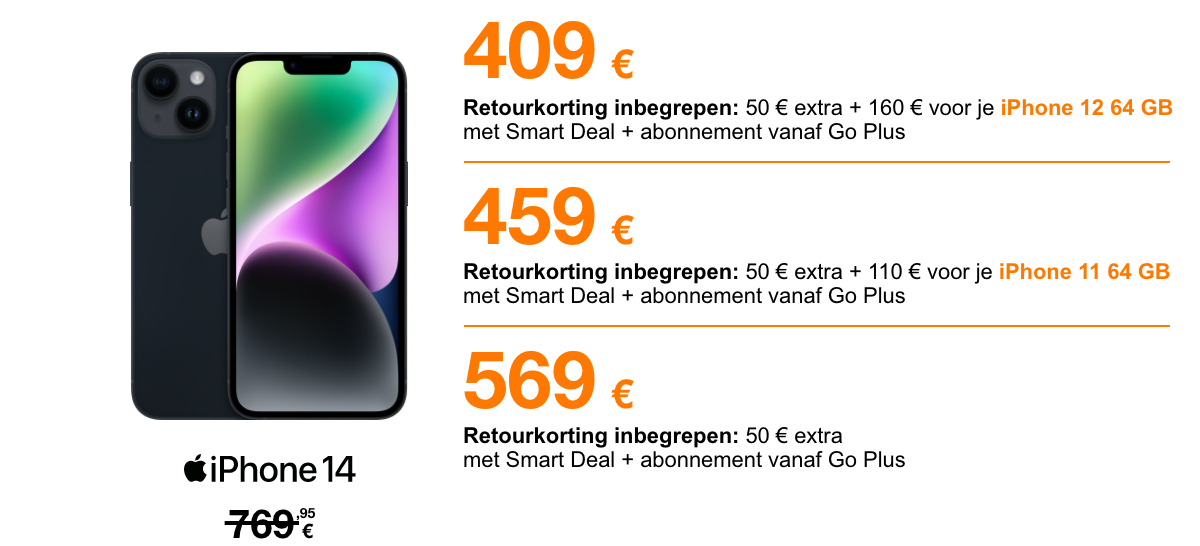 409 €
Retourkorting inbegrepen: 50 € extra + 160 € voor je iPhone 12 64 GB
met Smart Deal + abonnement vanaf Go Plus
459 €
Retourkorting inbegrepen: 50 € extra + 110 € voor je iPhone 11 64 GB
met Smart Deal + abonnement vanaf Go Plus
569 €
Retourkorting inbegrepen: 50 € extra
met Smart Deal + abonnement vanaf Go Plus
iPhone 14
769,95 €